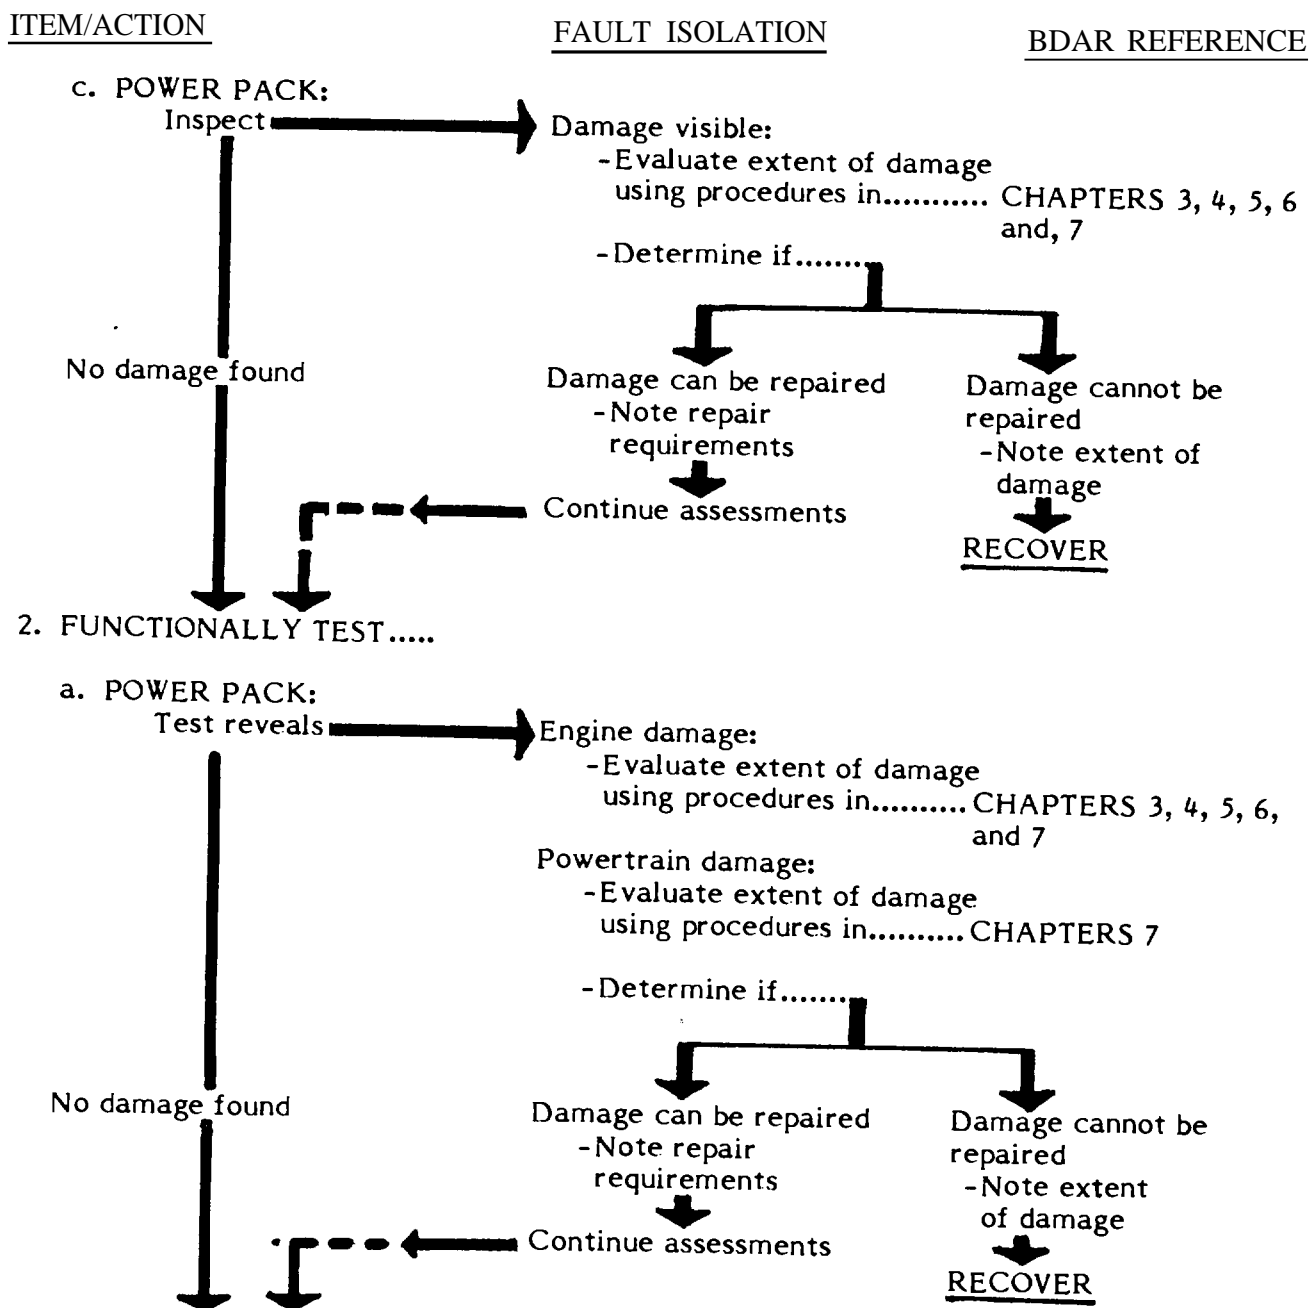 ITEM/ACTION FAULT ISOLATION BDAR REFERENCE
c. POWER PACK:
Inspect Damage visible:
-Evaluate extent of damage
using procedures in........... CHAPTERS 3, 4, 5, 6
and, 7
-Determine if.........
No damage found
Damage can be repaired
-Note repair
requirements
Continue assessments
Damage cannot be
repaired
-Note extent of
damage
RECOVER
2. FUNCTIONALLY TEST.....
a. POWER PACK:
Test reveals Engine damage:
-Evaluate extent of damage
using procedures in.......... CHAPTERS 3, 4, 5, 6,
and 7
Powertrain damage:
-Evaluate extent of damage
using procedures in.......... CHAPTERS 7
-Determine if........
No damage found
Damage can be repaired
-Note repair
requirements
Continue assessments
Damage cannot be
repaired
-Note extent
of damage
RECOVER